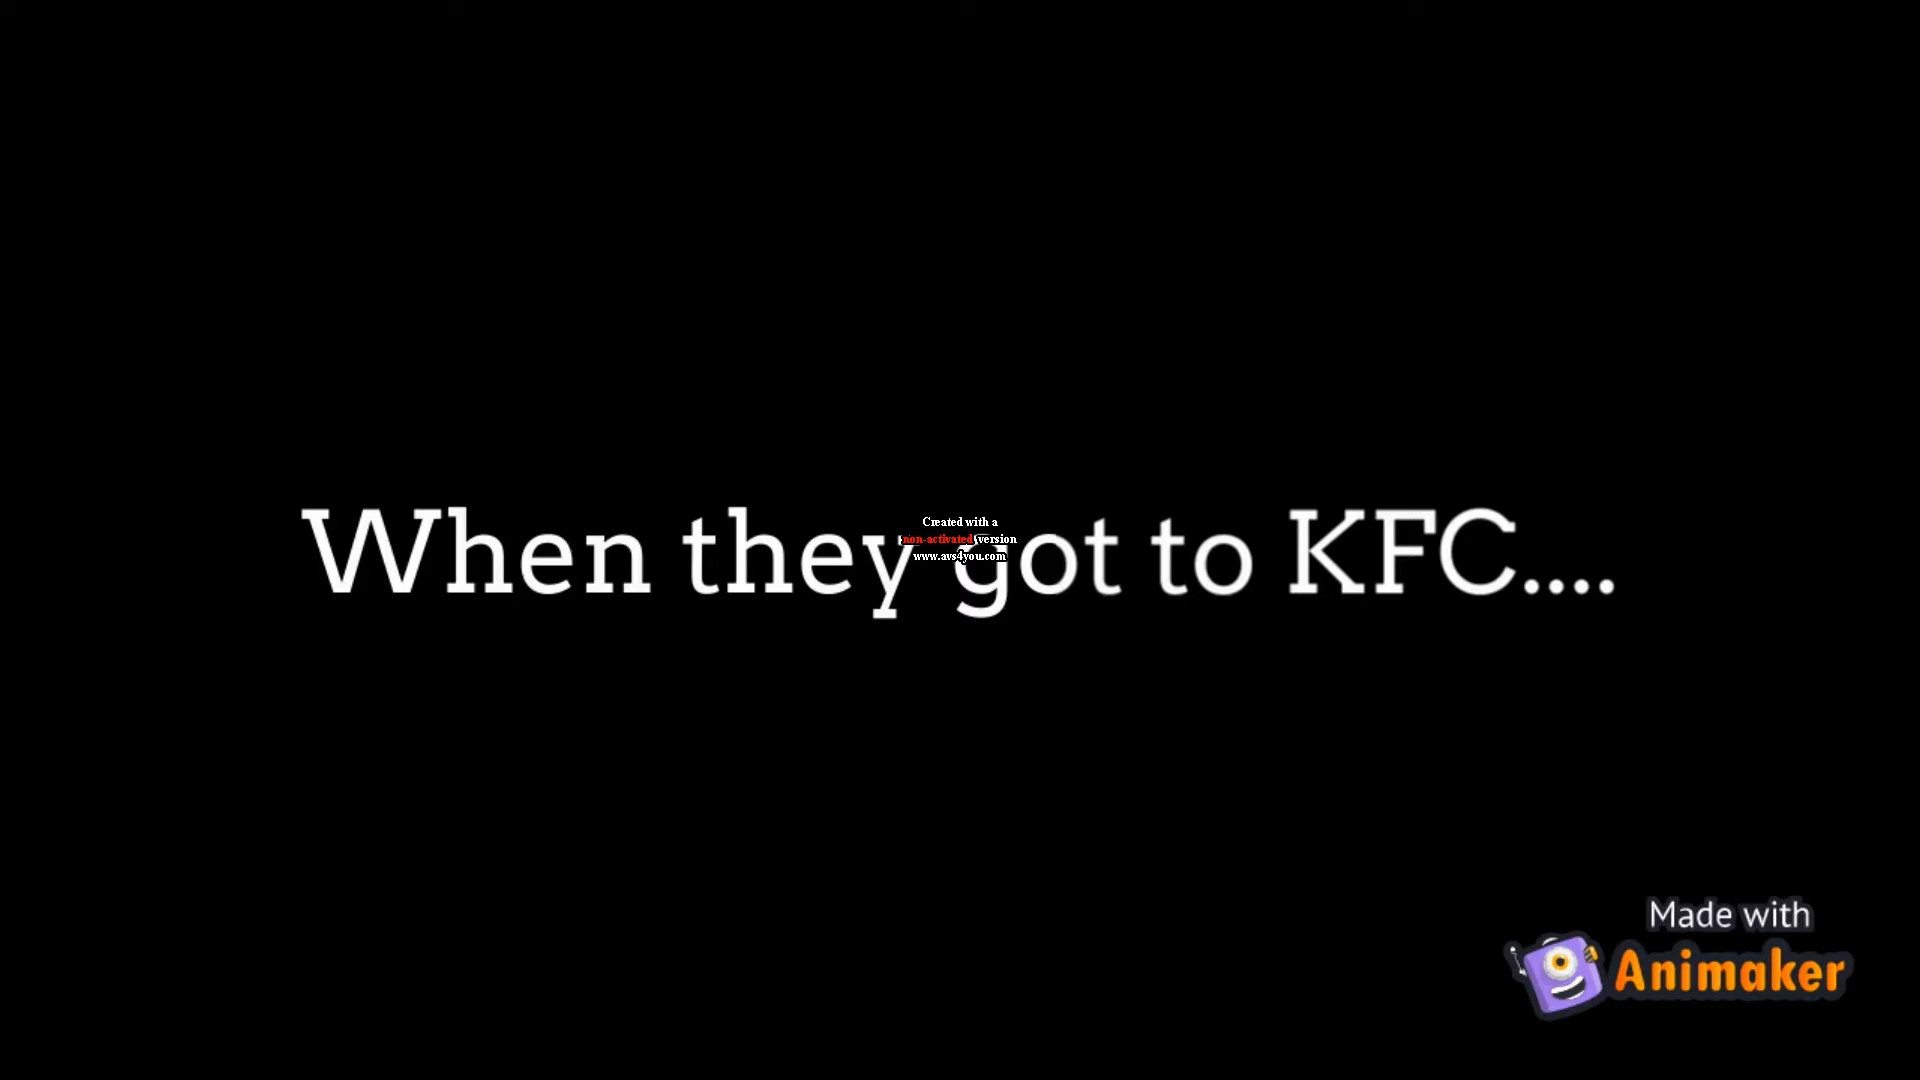 When they got to KFC....
Created with a
non-activated version
www.avs4you.com
Made with
Animaker